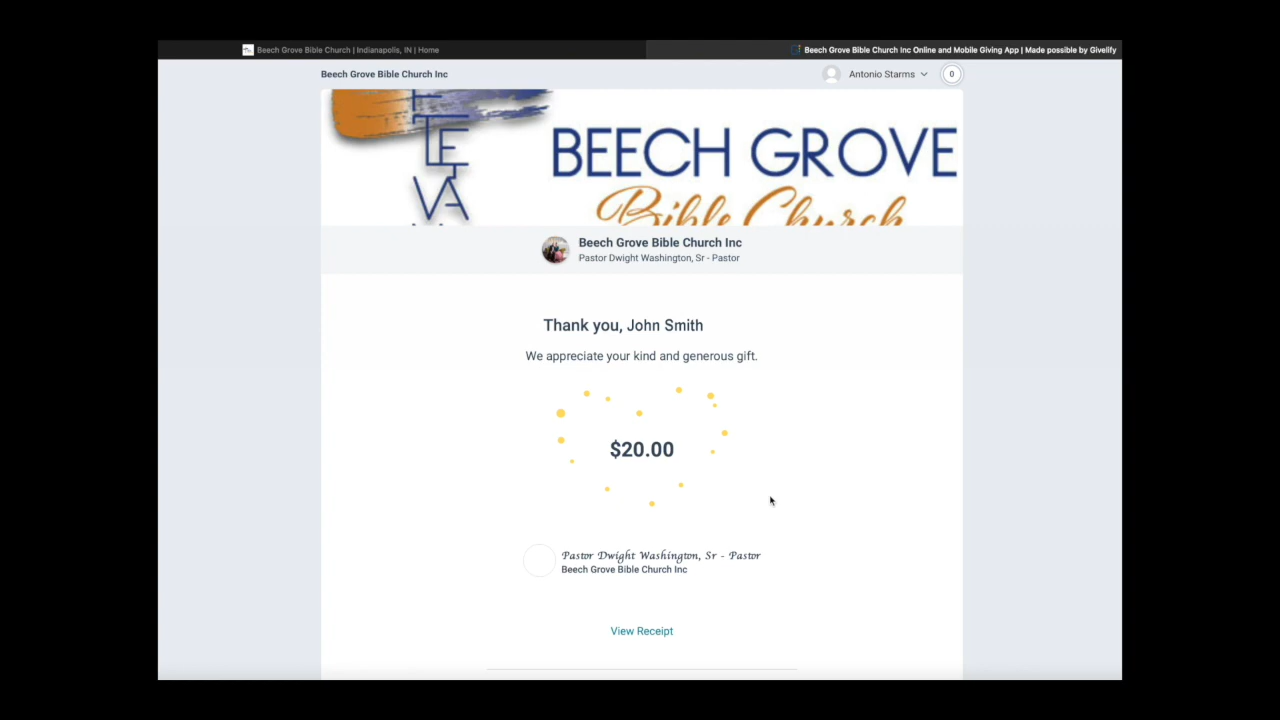 Beech Grove Bible Church | Indianapolis, IN | Home
Beech Grove Bible Church Inc Online and Mobile Giving App | Made possible by Givelify
Beech Grove Bible Church Inc
Antonio Starms
0
BEECH GROVE
Bible Church
Beech Grove Bible Church Inc
Pastor Dwight Washington, Sr - Pastor
Thank you, John Smith
We appreciate your kind and generous gift.
$20.00
Pastor Dwight Washington, Sr - Pastor
Beech Grove Bible Church Inc
View Receipt